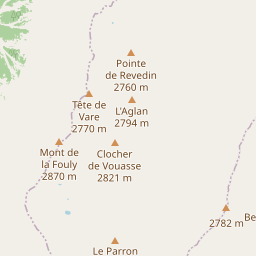 Pointe
de Revedin
2760 m
Tête de
Vare
2770 m
L'Aglan
2794 m
Mont de
la Fouly
2870 m
Clocher
de Vouasse
2821 m
2782 m
Be
Le Parron